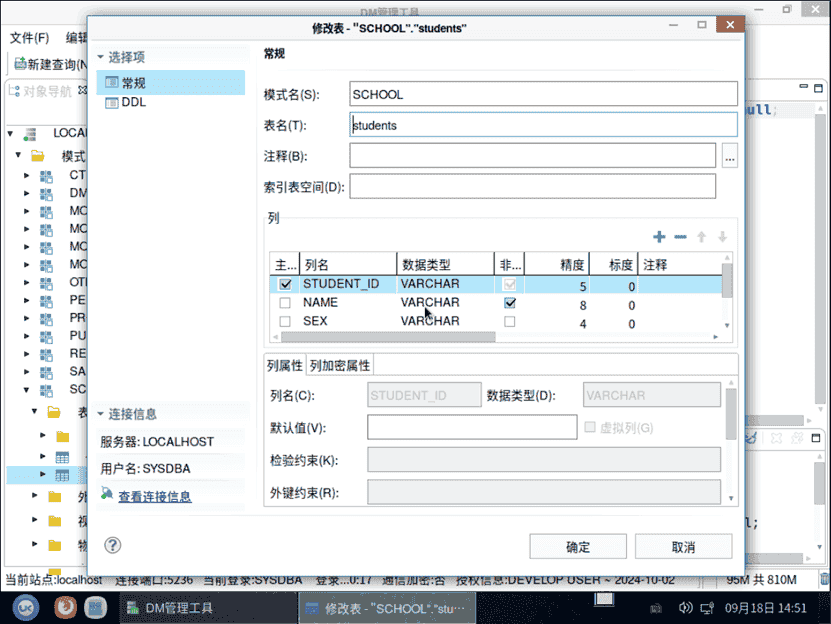 DM管理工具
修改表 - "SCHOOL"."students"
文件(F) 编辑
新建查询(N
对象导航
LOCA
模式
CT
DM
MO
MO
MO
MO
OT
PE
PR
PU
RE
SA
SC
表
外
视
物
选择项
常规
DDL
连接信息
服务器: LOCALHOST
用户名: SYSDBA
查看连接信息
常规
模式名(S): SCHOOL
表名(T): students
注释(B):
...
索引表空间(D):
列
主... 列名 数据类型 非... 精度 标度 注释
STUDENT_ID VARCHAR 5 0
NAME VARCHAR 8 0
SEX VARCHAR 4 0
列属性 列加密属性
列名(C): STUDENT_ID 数据类型(D): VARCHAR
默认值(V): 虚拟列(G)
检验约束(K):
外键约束(R):
确定 取消
ull;
l;
当前站点:localhost 连接端口:5236 当前登录:SYSDBA 登录...0:17 通信加密:否 授权信息:DEVELOP USER ~ 2024-10-02 95M 共 810M
DM管理工具 修改表 - "SCHOOL"."stu··· 09月18日 14:51